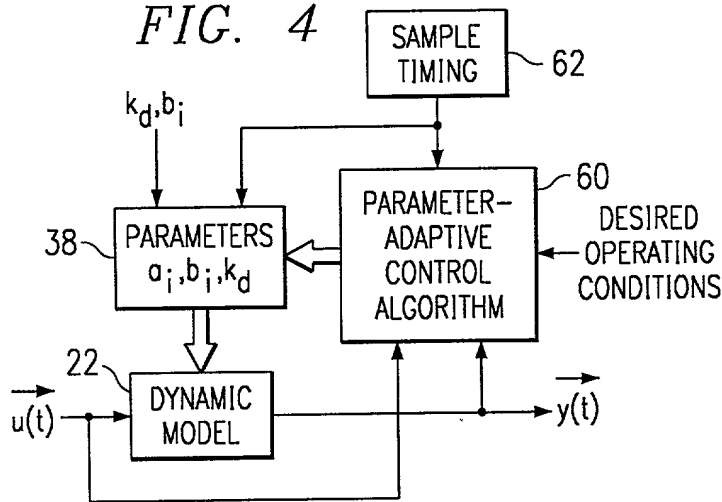 FIG. 4
SAMPLE
TIMING
62
k_d, b_i
60
PARAMETER-
ADAPTIVE
CONTROL
ALGORITHM
DESIRED
OPERATING
CONDITIONS
38
PARAMETERS
a_i, b_i, k_d
22
DYNAMIC
MODEL
u(t)
y(t)